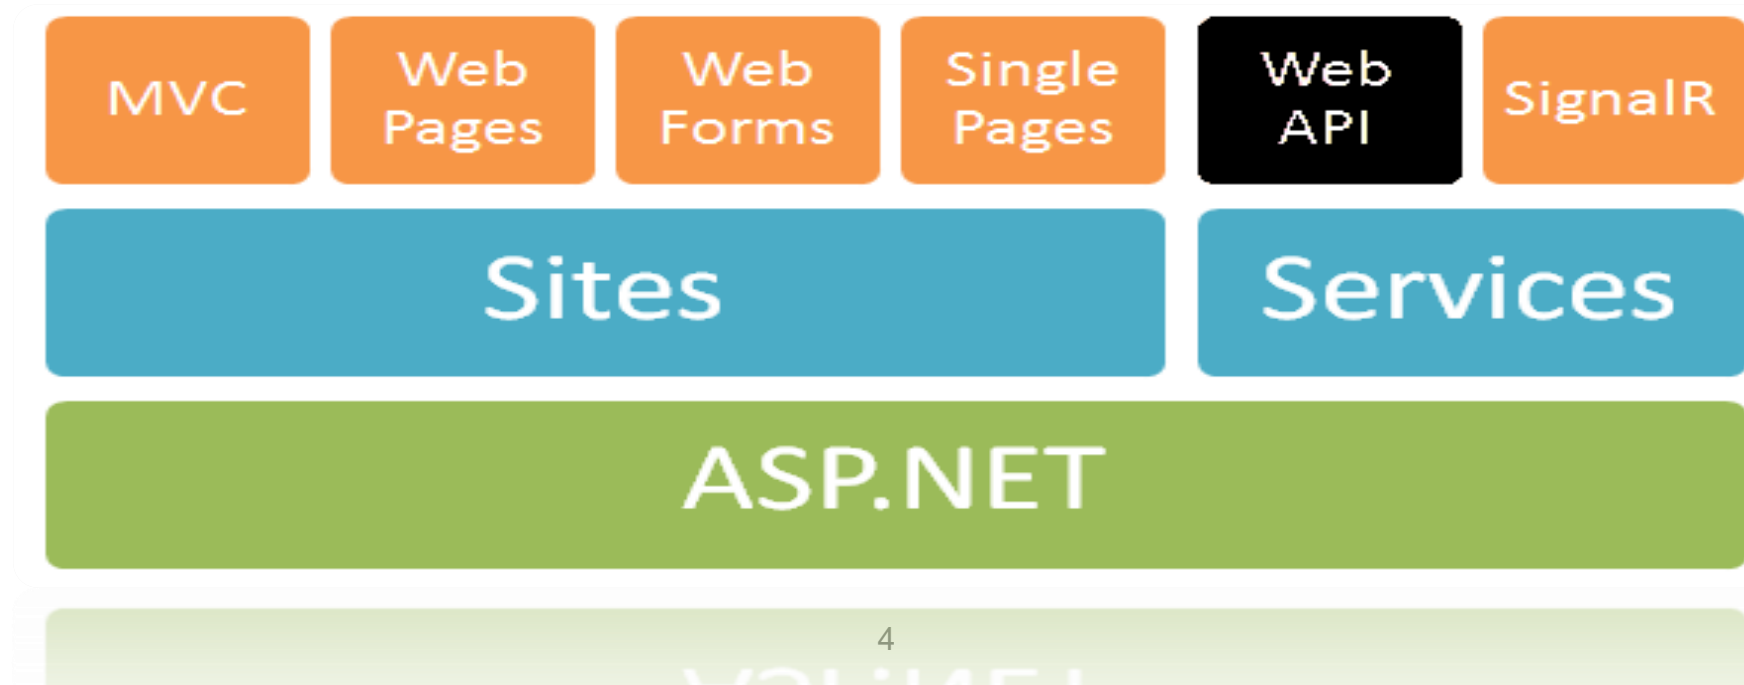 MVC
Web
Pages
Web
Forms
Single
Pages
Web
API
SignalR
Sites
Services
ASP.NET
4